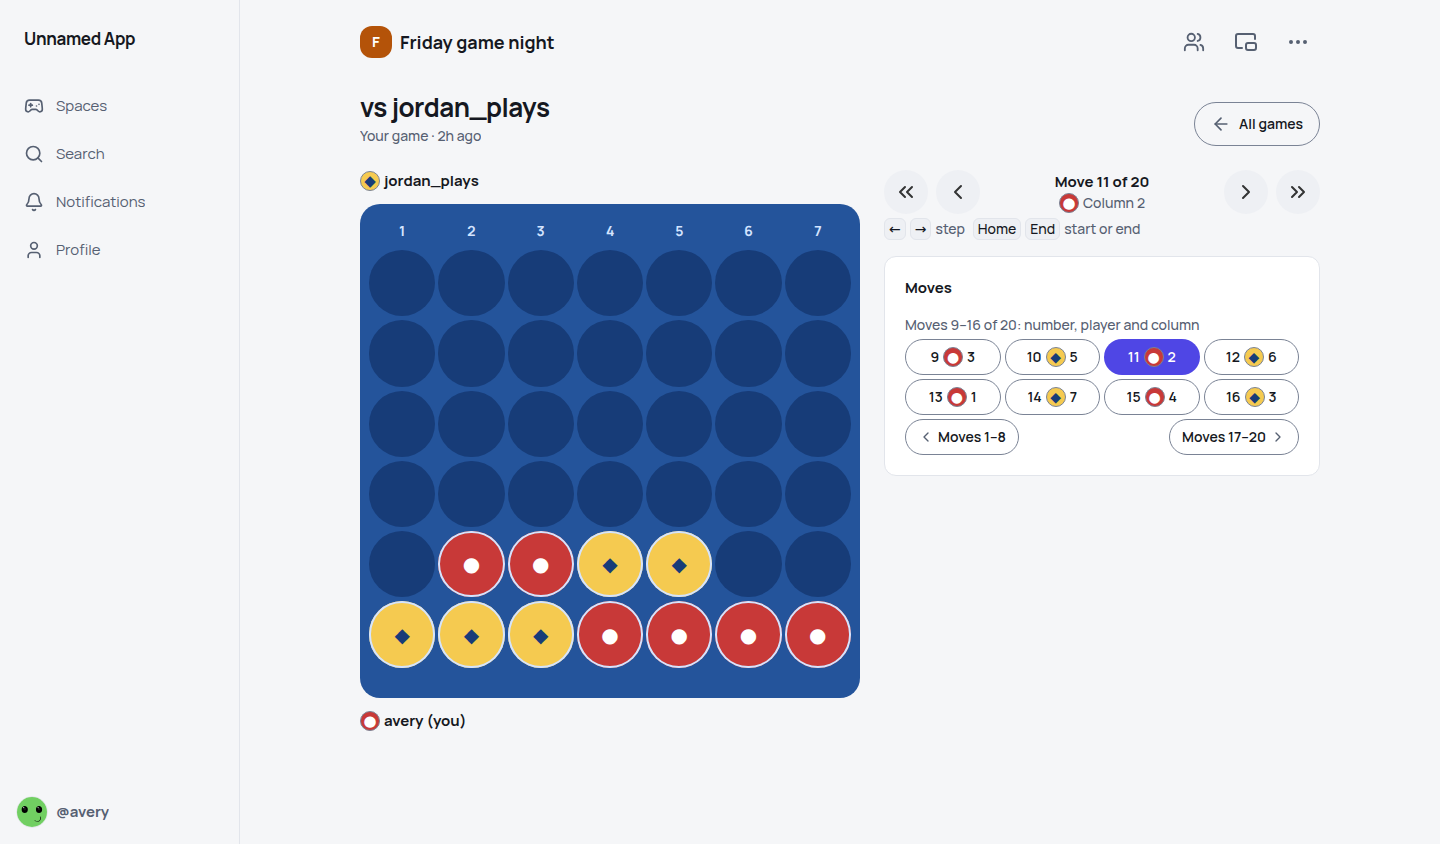 Unnamed App
Spaces
Search
Notifications
Profile
@avery
F Friday game night
vs jordan_plays
Your game · 2h ago
All games
jordan_plays
1 2 3 4 5 6 7
avery (you)
Move 11 of 20
Column 2
← → step Home End start or end
Moves
Moves 9–16 of 20: number, player and column
9 3 10 5 11 2 12 6
13 1 14 7 15 4 16 3
Moves 1–8 Moves 17–20